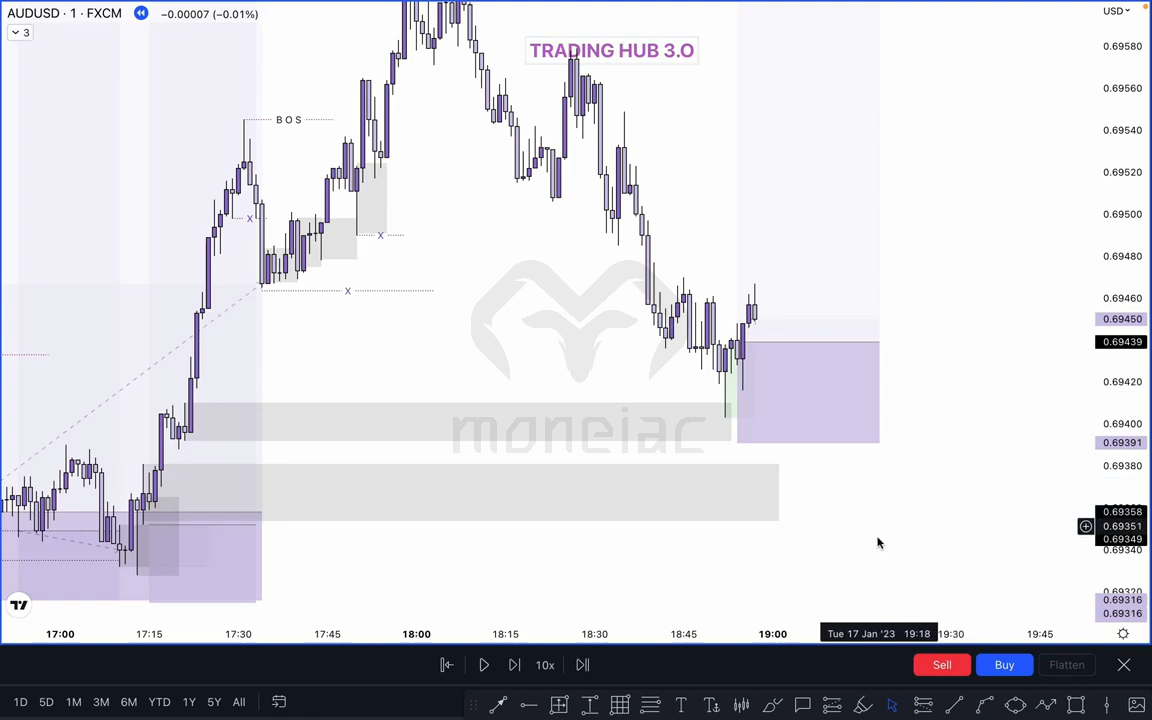 AUDUSD · 1 · FXCM −0.00007 (−0.01%)
3
USD
TRADING HUB 3.O
B O S
X
X
X
moneiac
0.69580
0.69560
0.69540
0.69520
0.69500
0.69480
0.69460
0.69450
0.69439
0.69420
0.69400
0.69391
0.69380
0.69358
0.69351
0.69349
0.69340
0.69316
0.69316
17:00 17:15 17:30 17:45 18:00 18:15 18:30 18:45 19:00 Tue 17 Jan '23 19:18 19:30 19:45
10x Sell Buy Flatten
1D 5D 1M 3M 6M YTD 1Y 5Y All